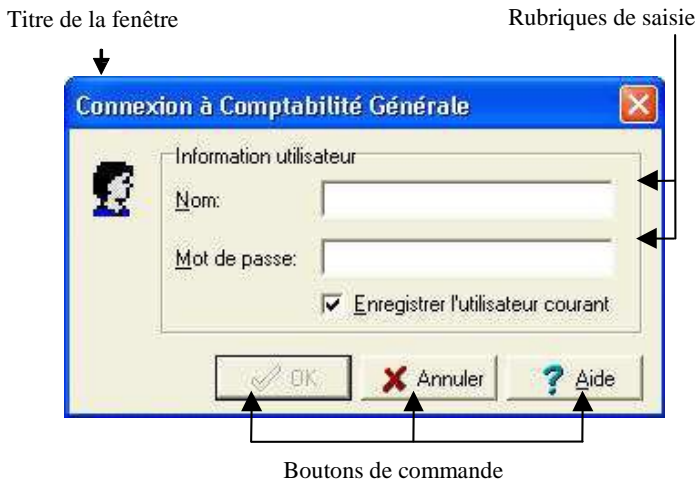 Titre de la fenêtre
Rubriques de saisie
Connexion à Comptabilité Générale
Information utilisateur
Nom:
Mot de passe:
Enregistrer l'utilisateur courant
OK
Annuler
? Aide
Boutons de commande